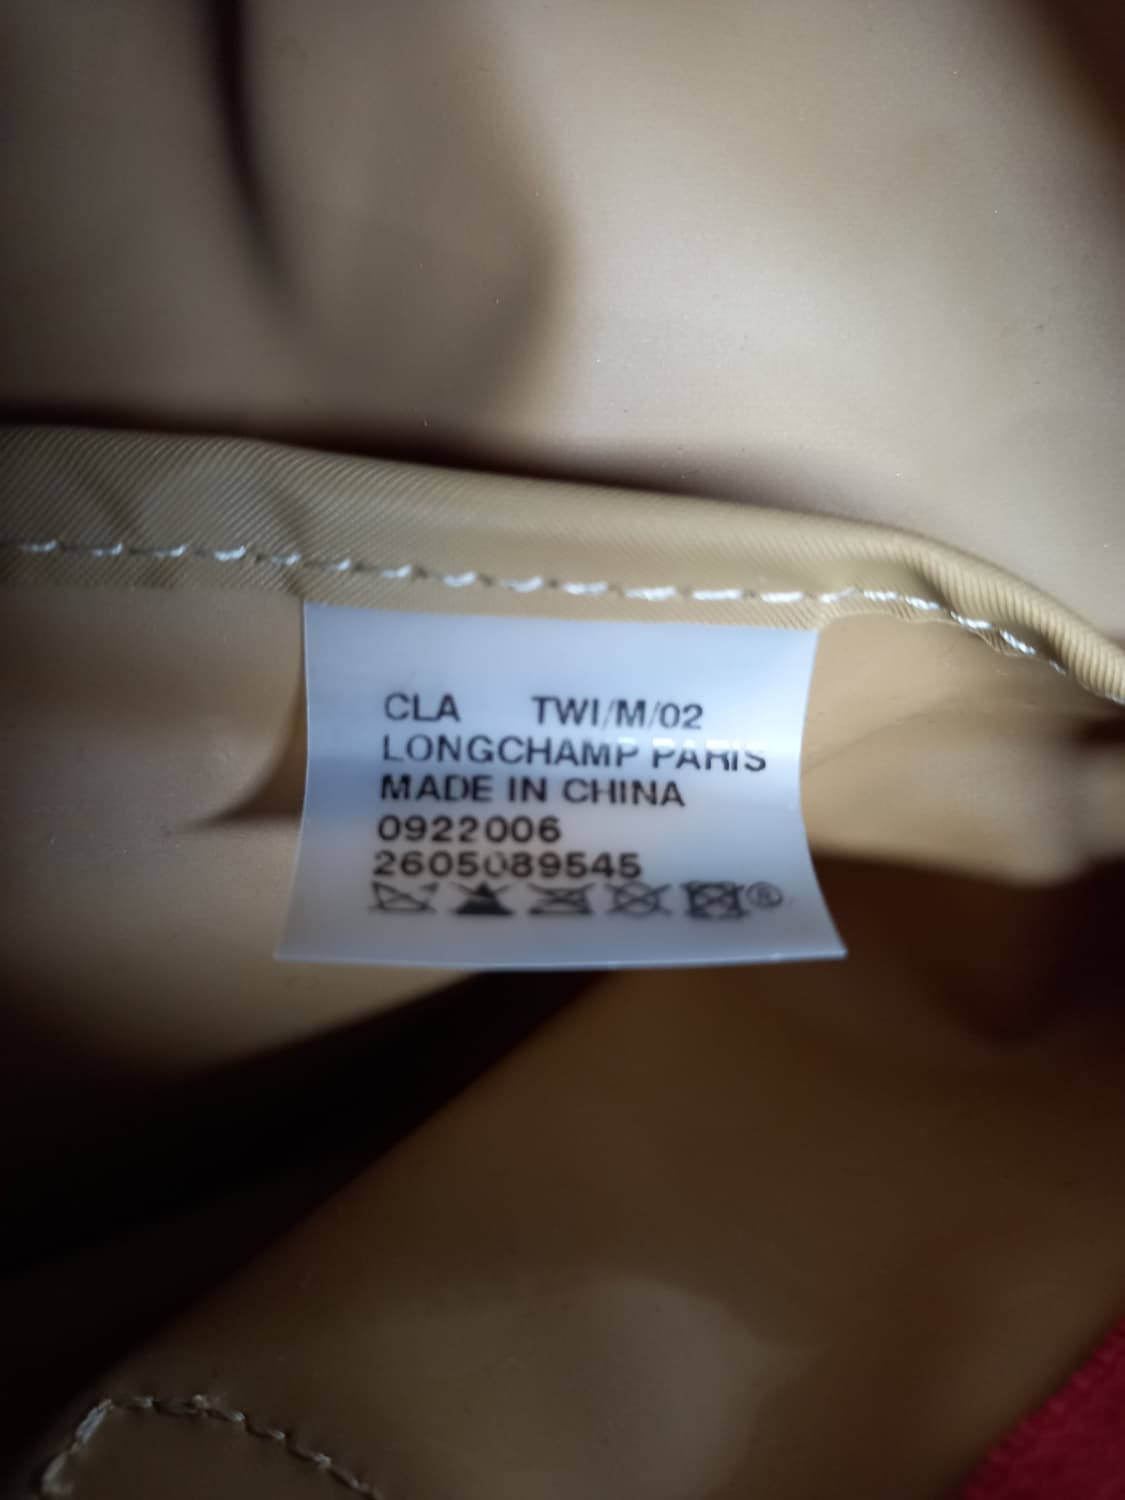 CLA TWI/M/02
LONGCHAMP PARIS
MADE IN CHINA
0922006
2605089545
®